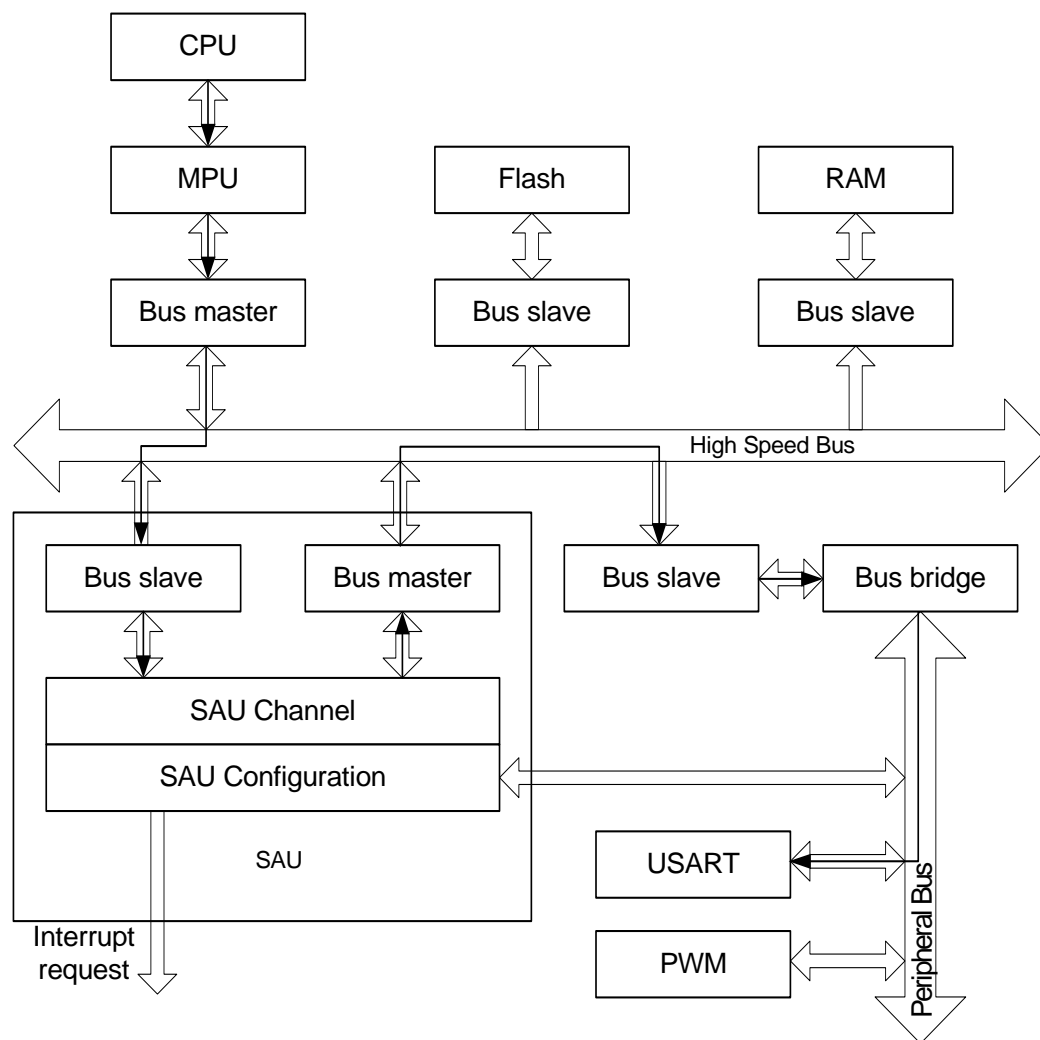 CPU
MPU
Flash
RAM
Bus master
Bus slave
Bus slave
High Speed Bus
Bus slave
Bus master
Bus slave
Bus bridge
SAU Channel
SAU Configuration
SAU
USART
Interrupt
request
PWM
Peripheral Bus